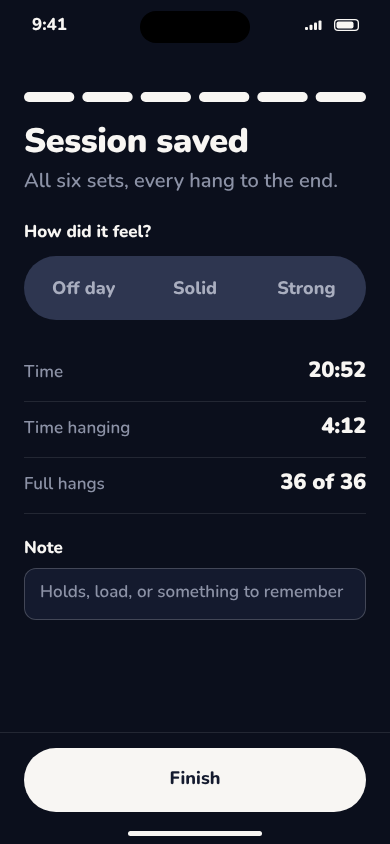 9:41
Session saved
All six sets, every hang to the end.
How did it feel?
Off day Solid Strong
Time 20:52
Time hanging 4:12
Full hangs 36 of 36
Note
Holds, load, or something to remember
Finish